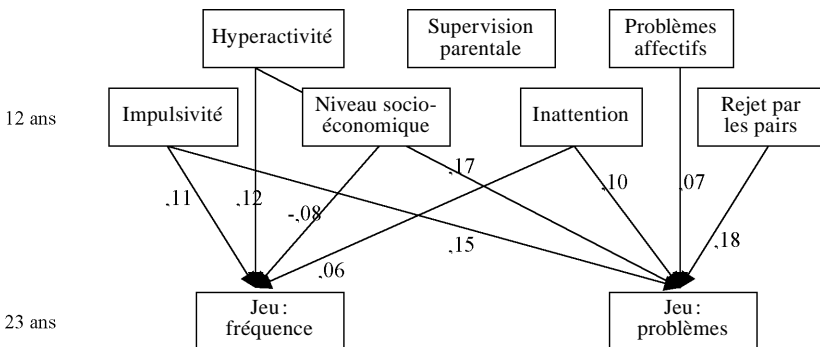 Hyperactivité
Supervision
parentale
Problèmes
affectifs
12 ans
Impulsivité
Niveau socio-
économique
Inattention
Rejet par
les pairs
,11
,12
-,08
,17
,10
,07
,06
,15
,18
23 ans
Jeu :
fréquence
Jeu :
problèmes